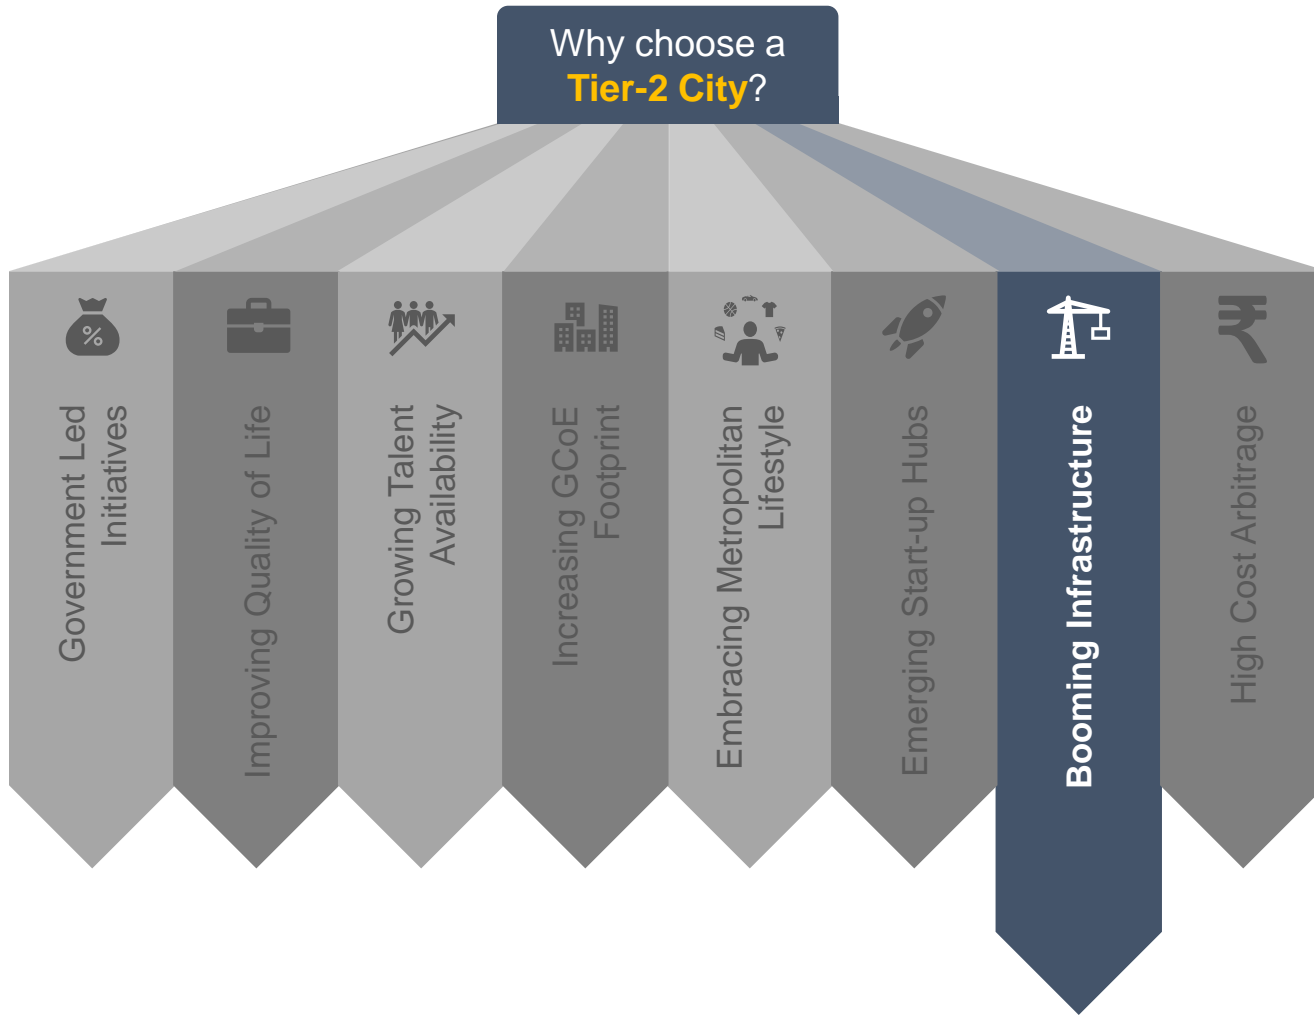 Why choose a
Tier-2 City?
Government Led
Initiatives
Improving Quality of Life
Growing Talent
Availability
Increasing GCoE
Footprint
Embracing Metropolitan
Lifestyle
Emerging Start-up Hubs
Booming Infrastructure
High Cost Arbitrage